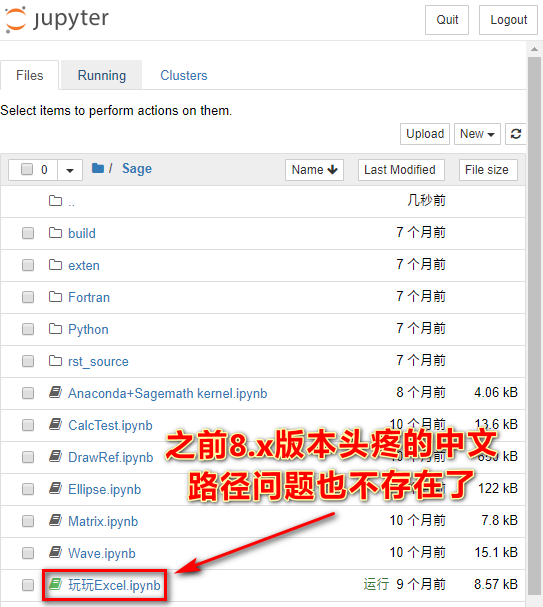 jupyter
Quit
Logout
Files
Running
Clusters
Select items to perform actions on them.
Upload
New
0
/ Sage
Name
Last Modified
File size
..
几秒前
build
7 个月前
exten
7 个月前
Fortran
7 个月前
Python
7 个月前
rst_source
7 个月前
Anaconda+Sagemath kernel.ipynb
8 个月前
4.06 kB
CalcTest.ipynb
10 个月前
13.6 kB
之前8.x版本头疼的中文
DrawRef.ipynb
kB
路径问题也不存在了
Ellipse.ipynb
122 kB
Matrix.ipynb
10 个月前
7.8 kB
Wave.ipynb
10 个月前
15.1 kB
玩玩Excel.ipynb
运行 9 个月前
8.57 kB